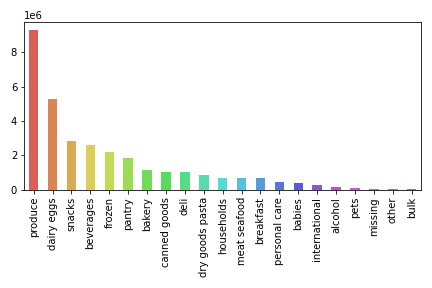 1e6
8
6
4
2
0
produce
dairy eggs
snacks
beverages
frozen
pantry
bakery
canned goods
deli
dry goods pasta
households
meat seafood
breakfast
personal care
babies
international
alcohol
pets
missing
other
bulk